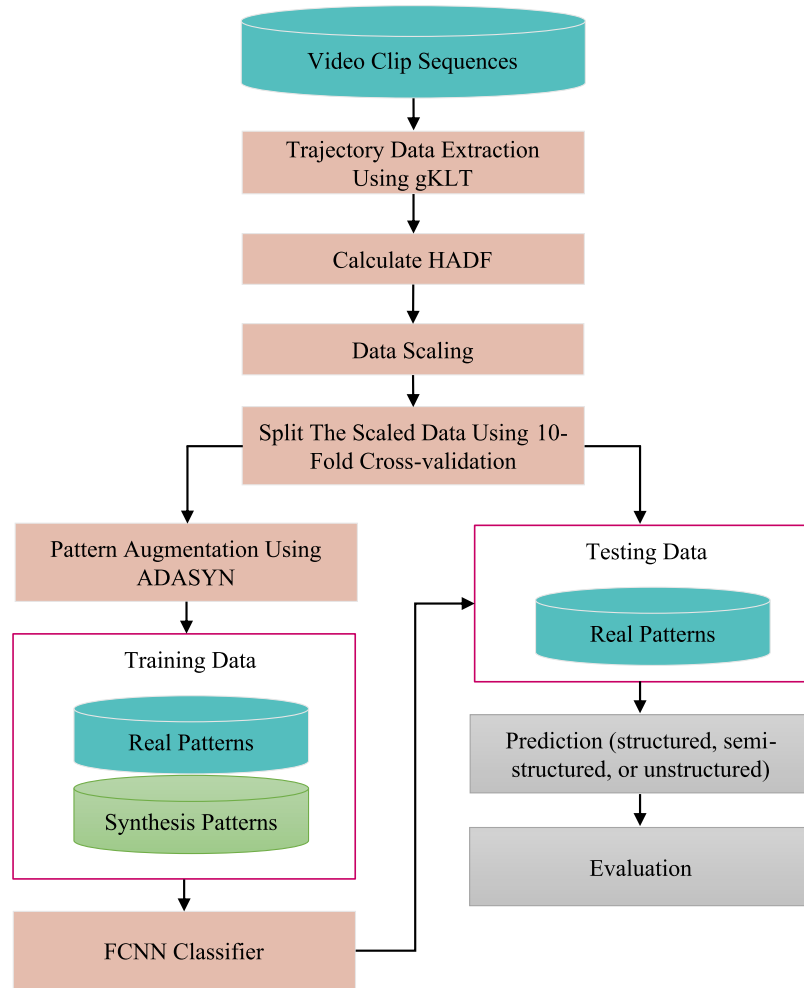 Video Clip Sequences
Trajectory Data Extraction
Using gKLT
Calculate HADF
Data Scaling
Split The Scaled Data Using 10-
Fold Cross-validation
Pattern Augmentation Using
ADASYN
Training Data
Real Patterns
Synthesis Patterns
FCNN Classifier
Testing Data
Real Patterns
Prediction (structured, semi-
structured, or unstructured)
Evaluation